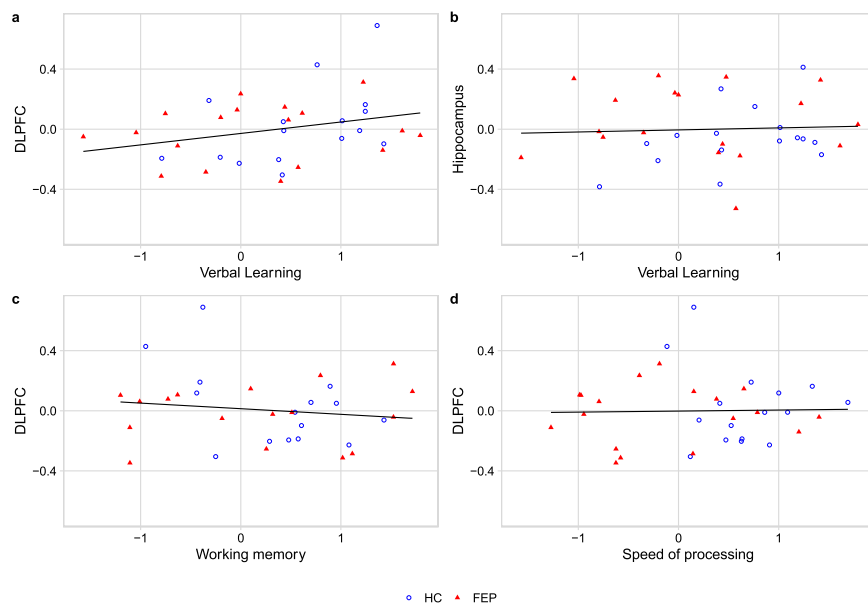 a
DLPFC
0.4
0.0
−0.4
−1
0
1
Verbal Learning
b
Hippocampus
0.4
0.0
−0.4
−1
0
1
Verbal Learning
c
DLPFC
0.4
0.0
−0.4
−1
0
1
Working memory
d
DLPFC
0.4
0.0
−0.4
−1
0
1
Speed of processing
HC FEP